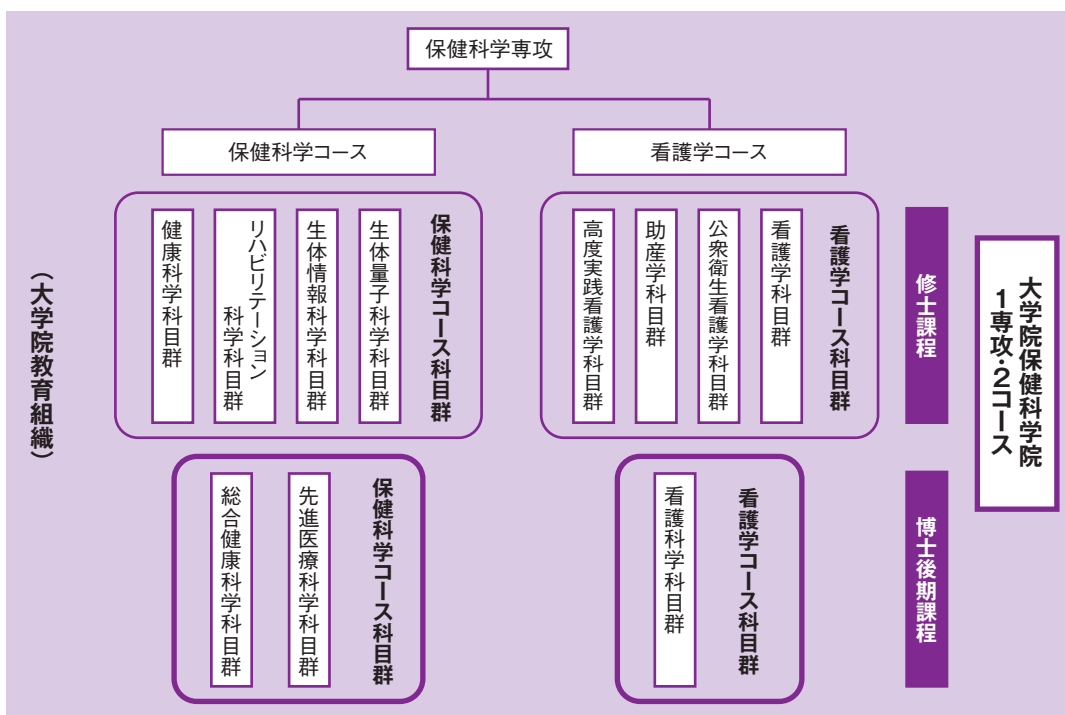 保健科学専攻
保健科学コース
看護学コース
大学院保健科学院
1専攻・2コース
修士課程
看護学コース科目群
看護学科目群
公衆衛生看護学科目群
助産学科目群
高度実践看護学科目群
保健科学コース科目群
生体量子科学科目群
生体情報科学科目群
リハビリテーション
科学科目群
健康科学科目群
(大学院教育組織)
博士後期課程
看護学コース科目群
看護科学科目群
保健科学コース科目群
先進医療科学科目群
総合健康科学科目群